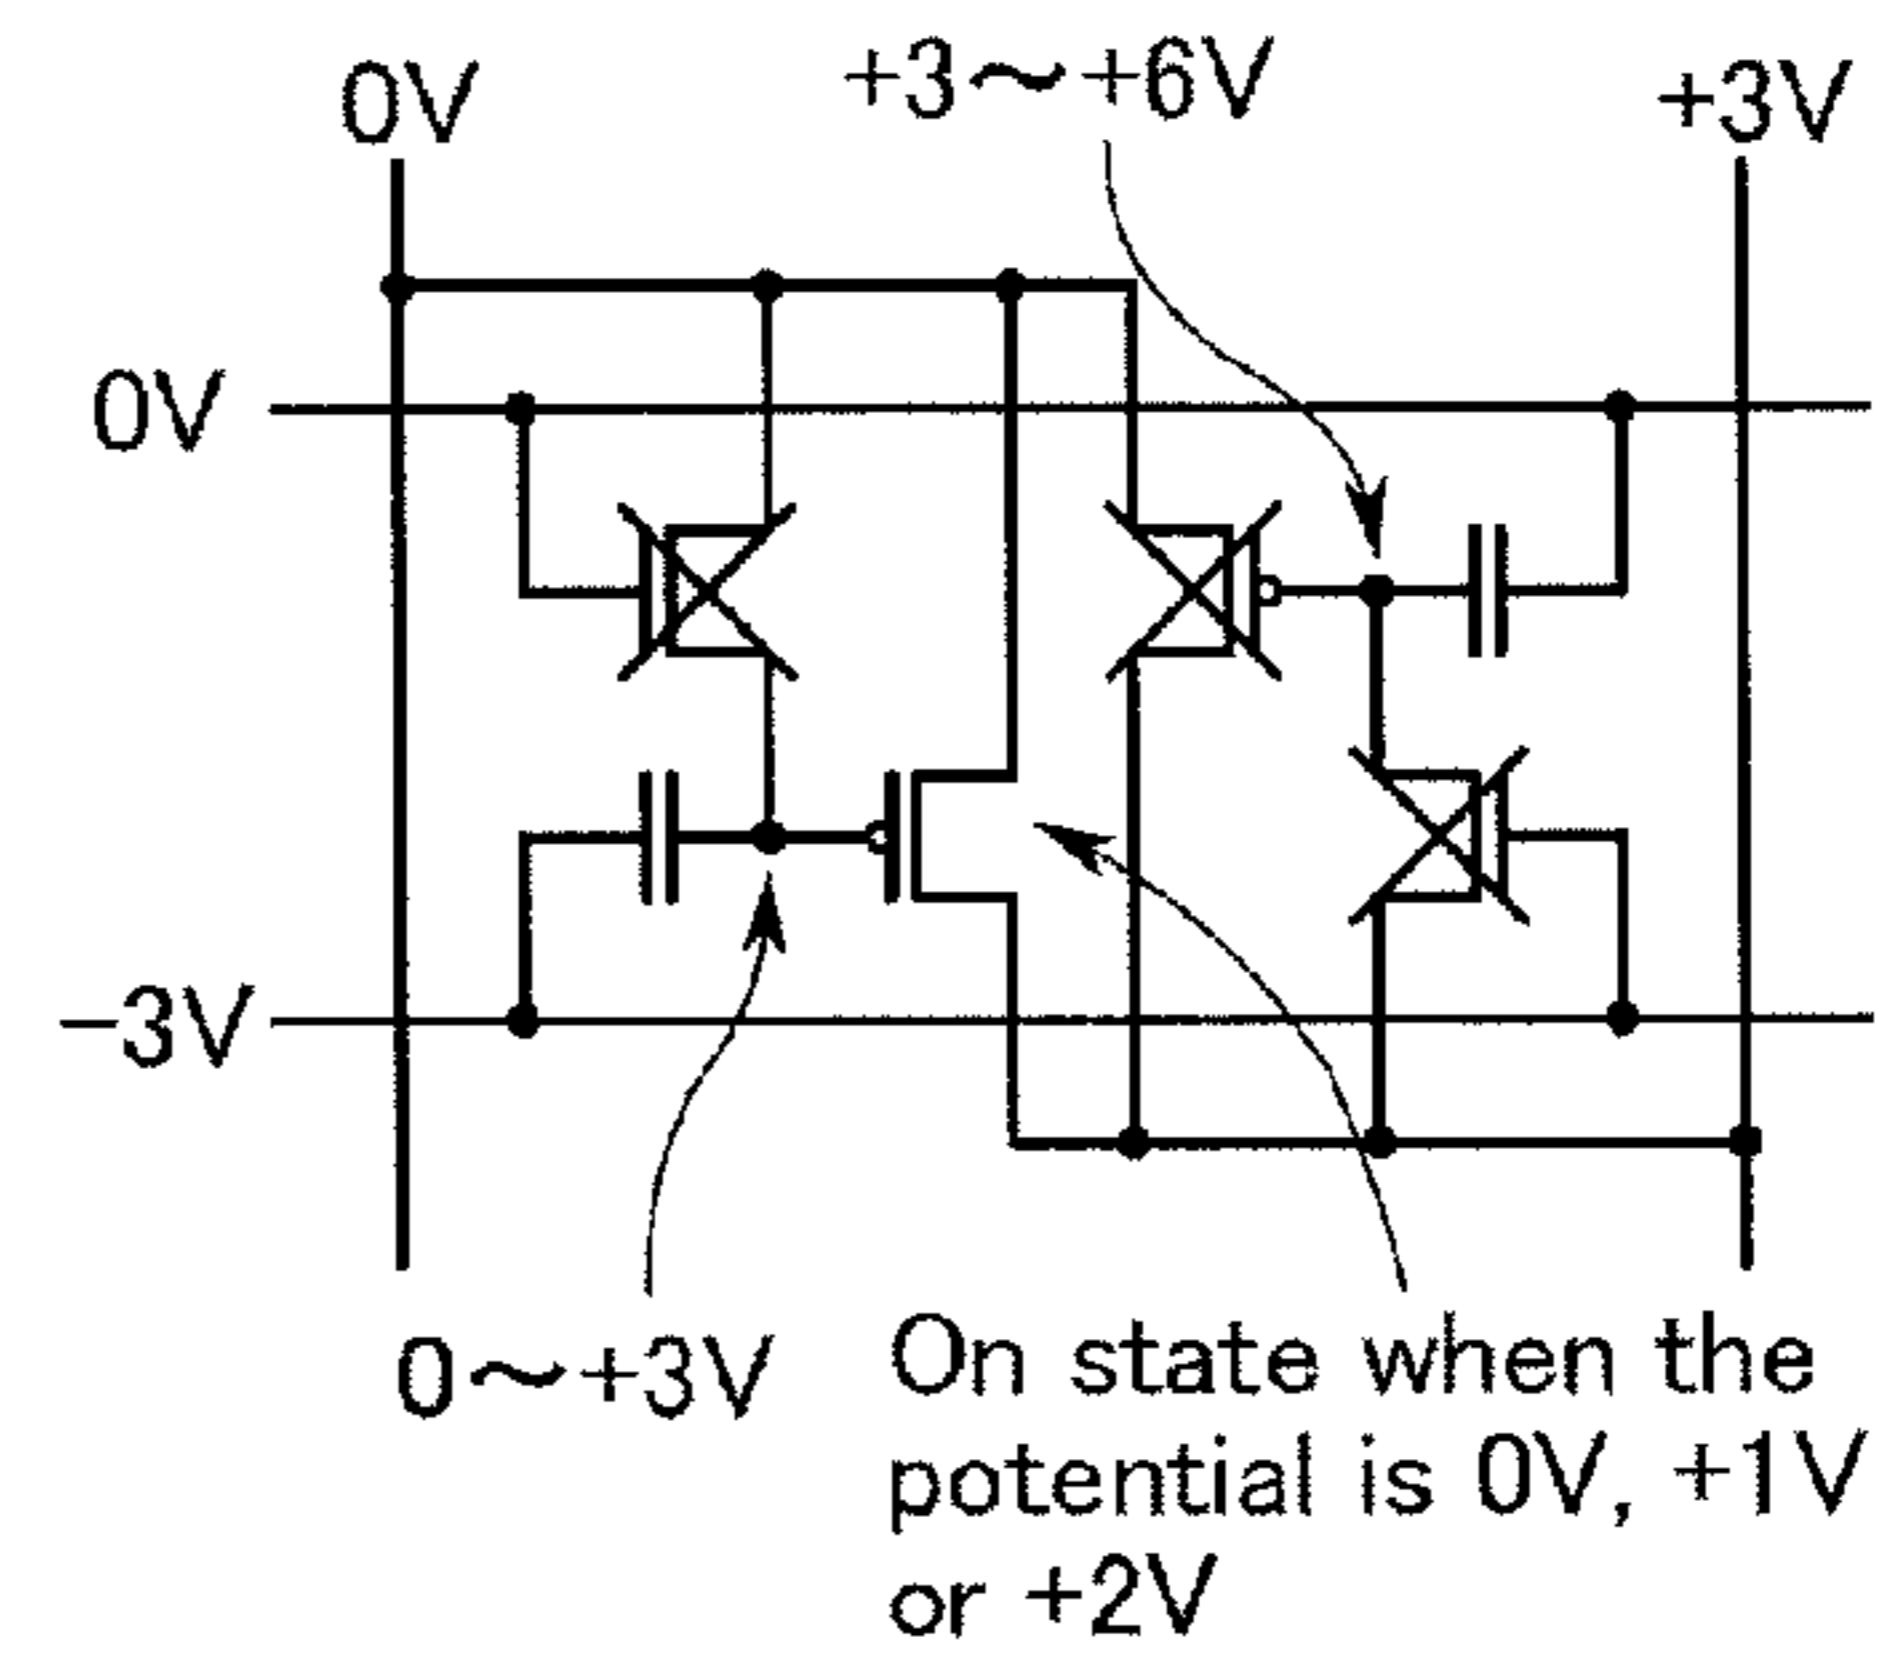 0V
+3～+6V
+3V
0V
−3V
0～+3V
On state when the
potential is 0V, +1V
or +2V